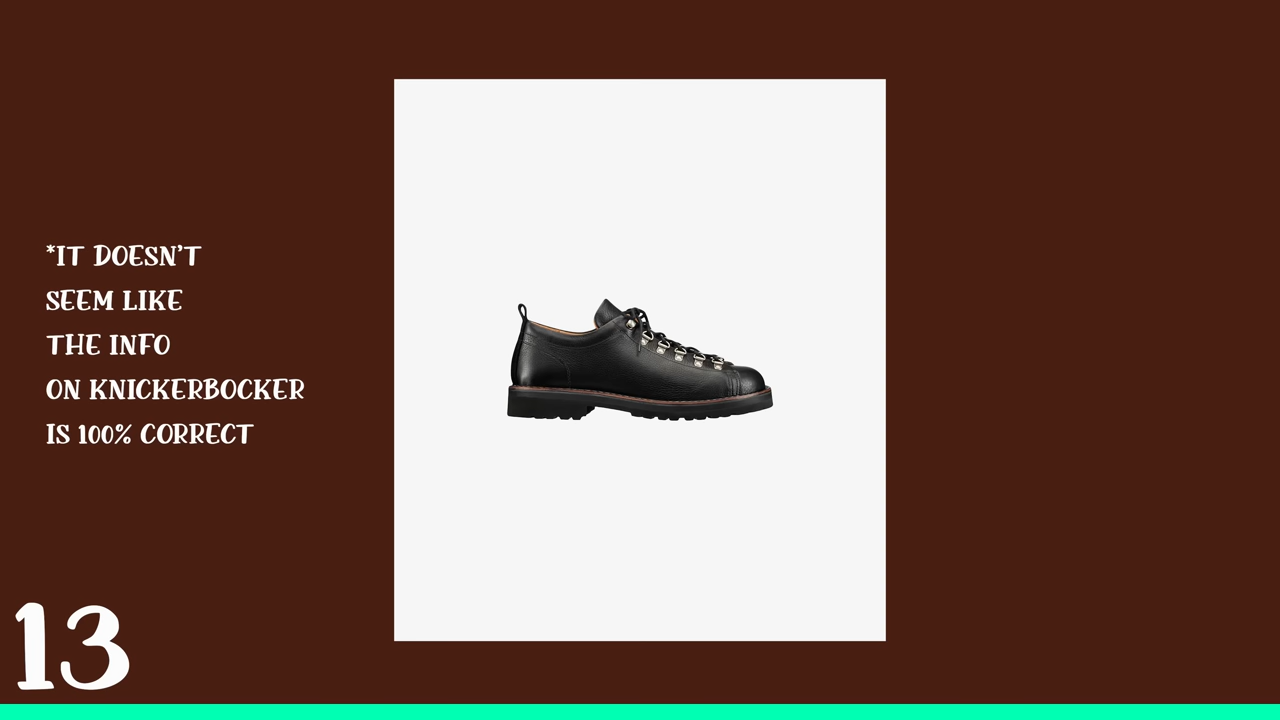 *IT DOESN'T
SEEM LIKE
THE INFO
ON KNICKERBOCKER
IS 100% CORRECT
13